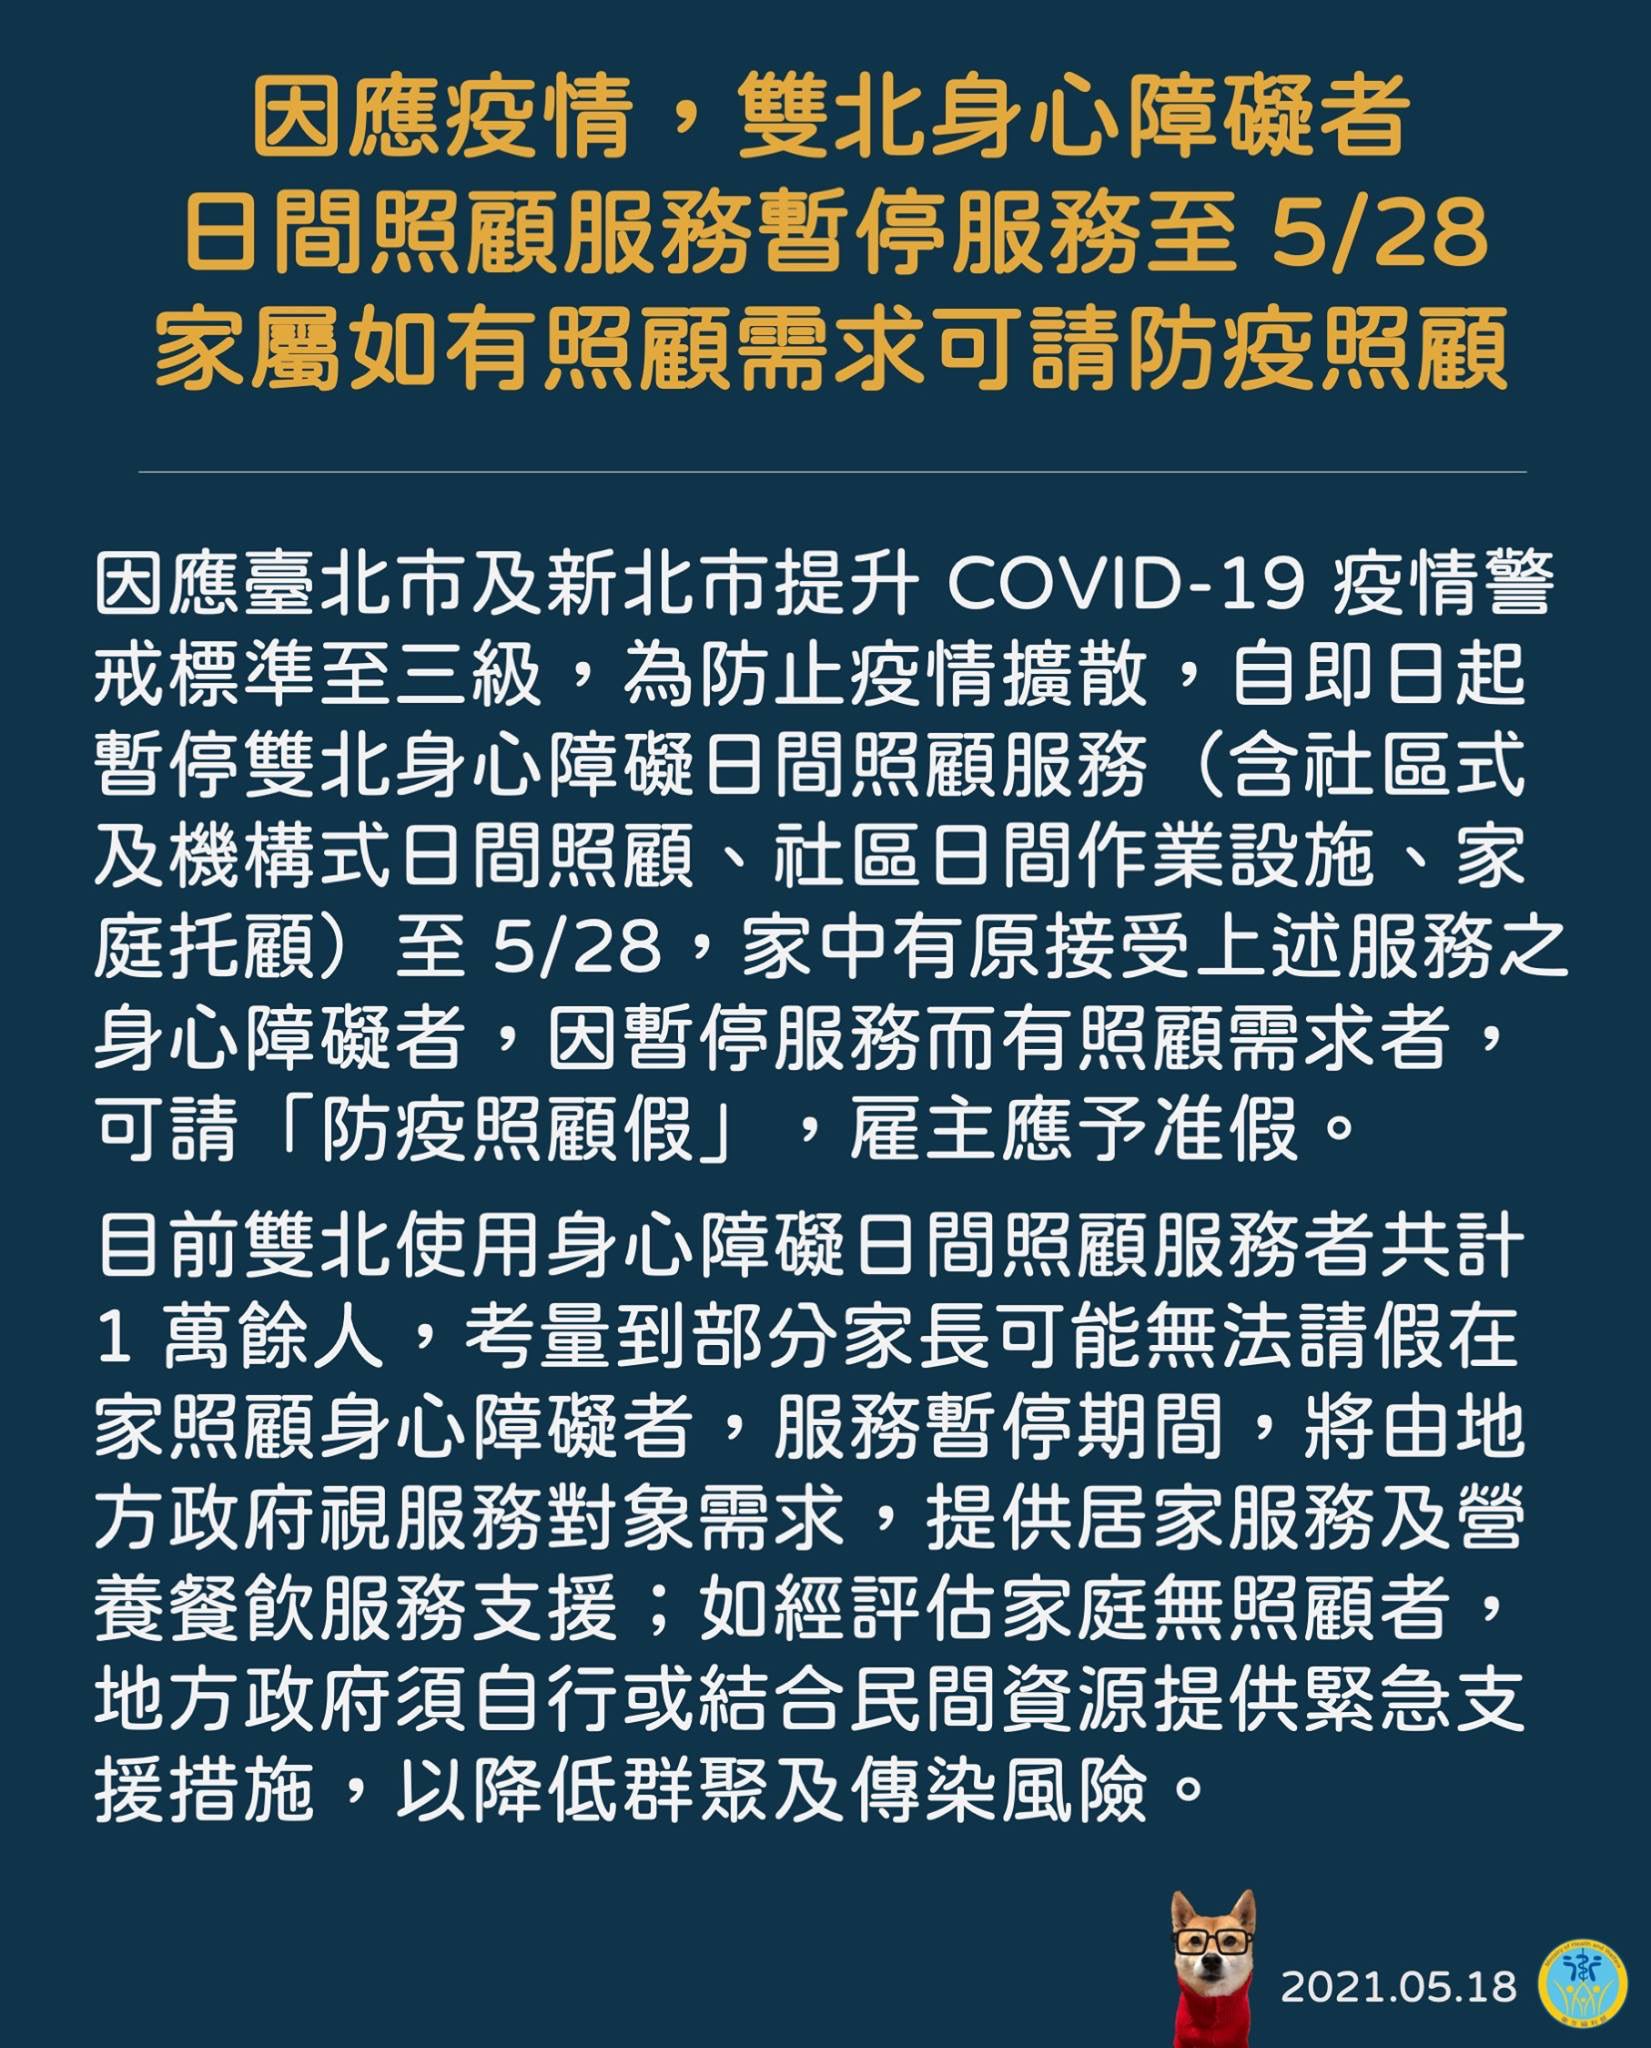 因應疫情，雙北身心障礙者
日間照顧服務暫停服務至 5/28
家屬如有照顧需求可請防疫照顧
因應臺北市及新北市提升 COVID-19 疫情警
戒標準至三級，為防止疫情擴散，自即日起
暫停雙北身心障礙日間照顧服務（含社區式
及機構式日間照顧、社區日間作業設施、家
庭托顧）至 5/28，家中有原接受上述服務之
身心障礙者，因暫停服務而有照顧需求者，
可請「防疫照顧假」，雇主應予准假。
目前雙北使用身心障礙日間照顧服務者共計
1 萬餘人，考量到部分家長可能無法請假在
家照顧身心障礙者，服務暫停期間，將由地
方政府視服務對象需求，提供居家服務及營
養餐飲服務支援；如經評估家庭無照顧者，
地方政府須自行或結合民間資源提供緊急支
援措施，以降低群聚及傳染風險。
2021.05.18
Ministry of Health and Welfare
衛生福利部